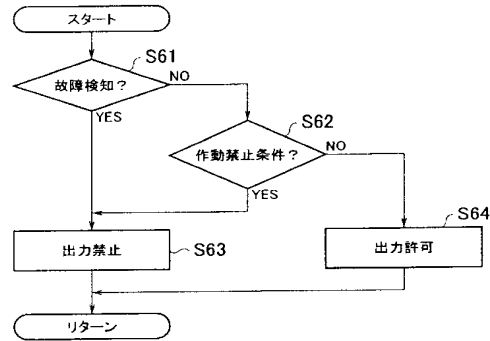 スタート
S61
故障検知？
NO
YES
S62
作動禁止条件？
NO
YES
出力禁止
S63
S64
出力許可
リターン